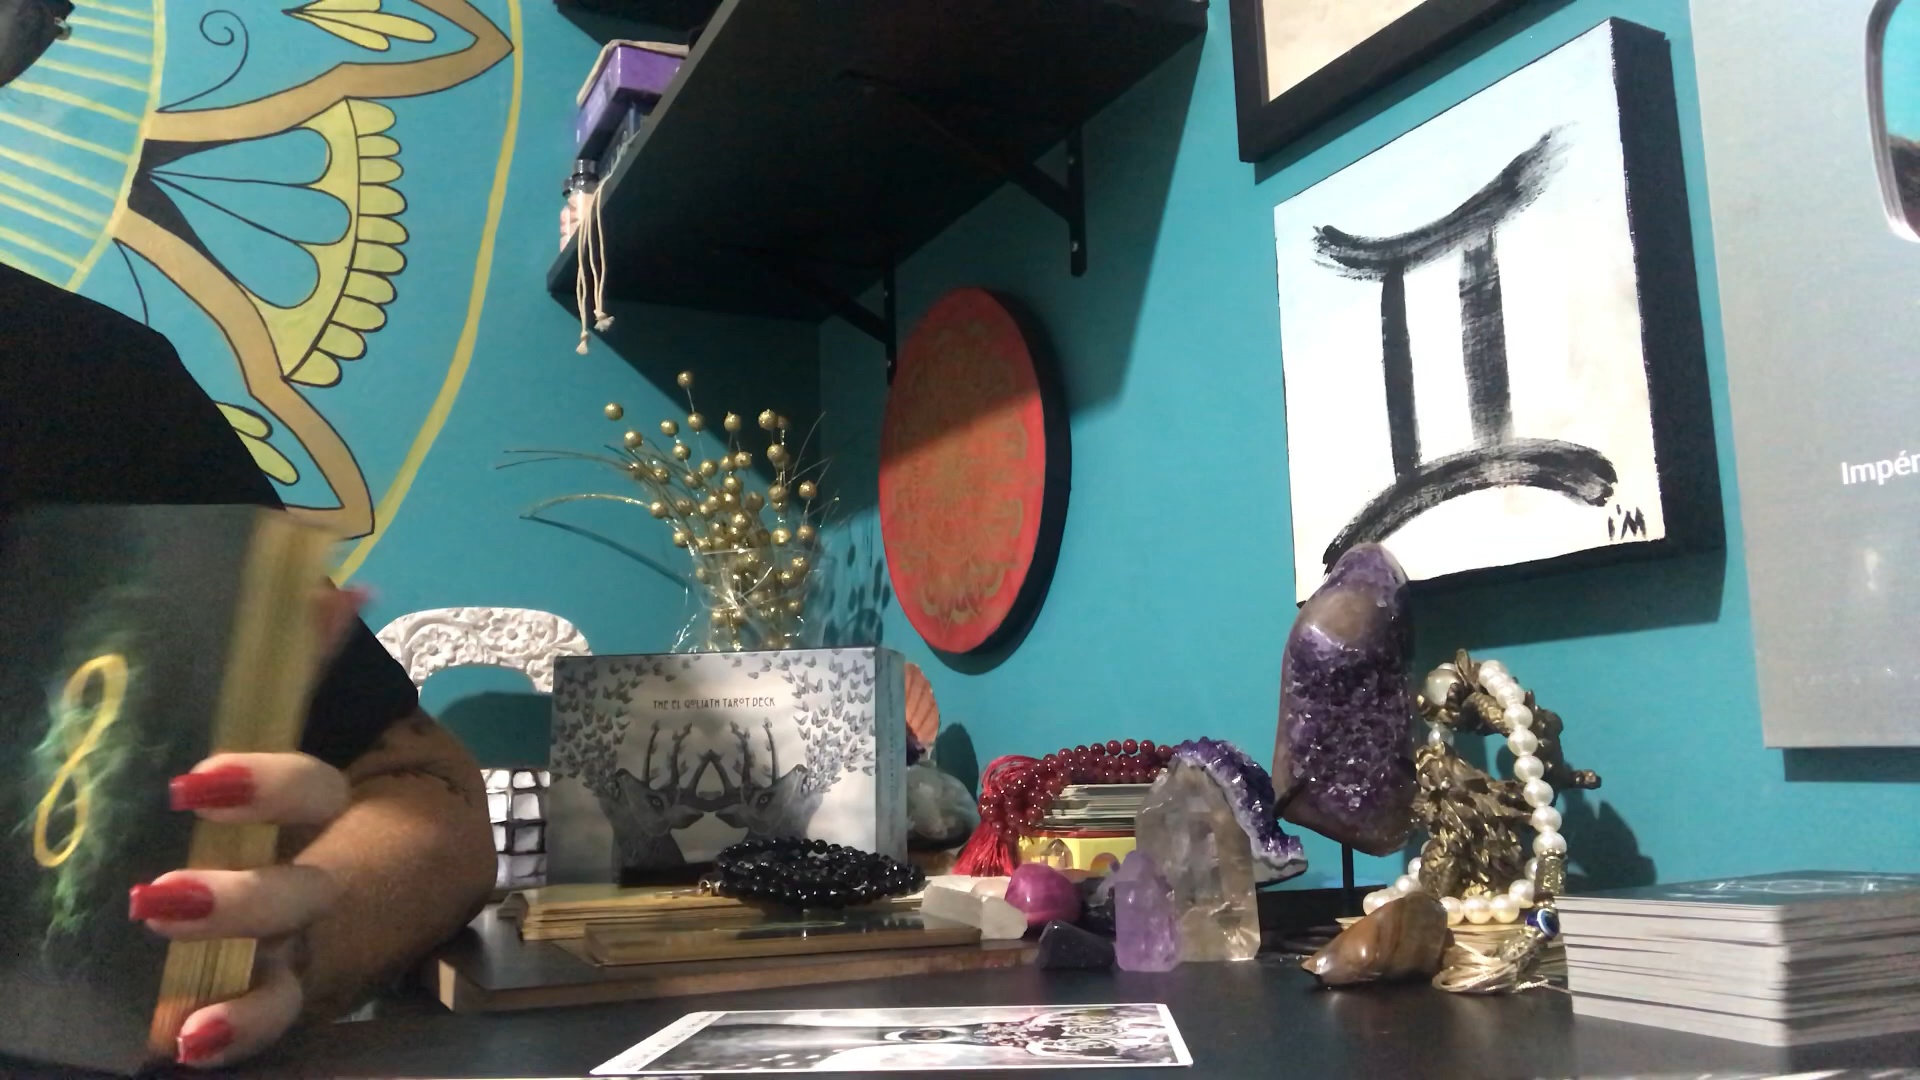 Impér
I'M
THE EL GOLIATH TAROT DECK